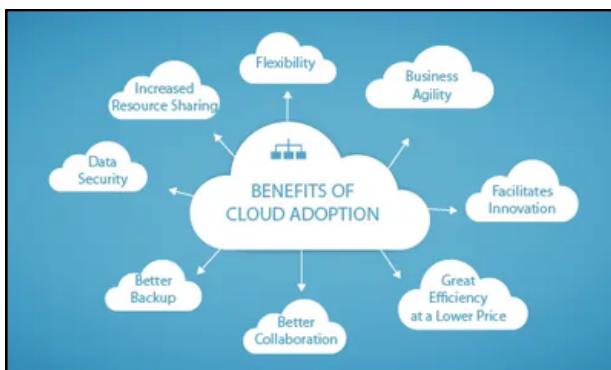 Flexibility
Business
Agility
Increased
Resource Sharing
Data
Security
BENEFITS OF
CLOUD ADOPTION
Facilitates
Innovation
Better
Backup
Great
Efficiency
at a Lower Price
Better
Collaboration